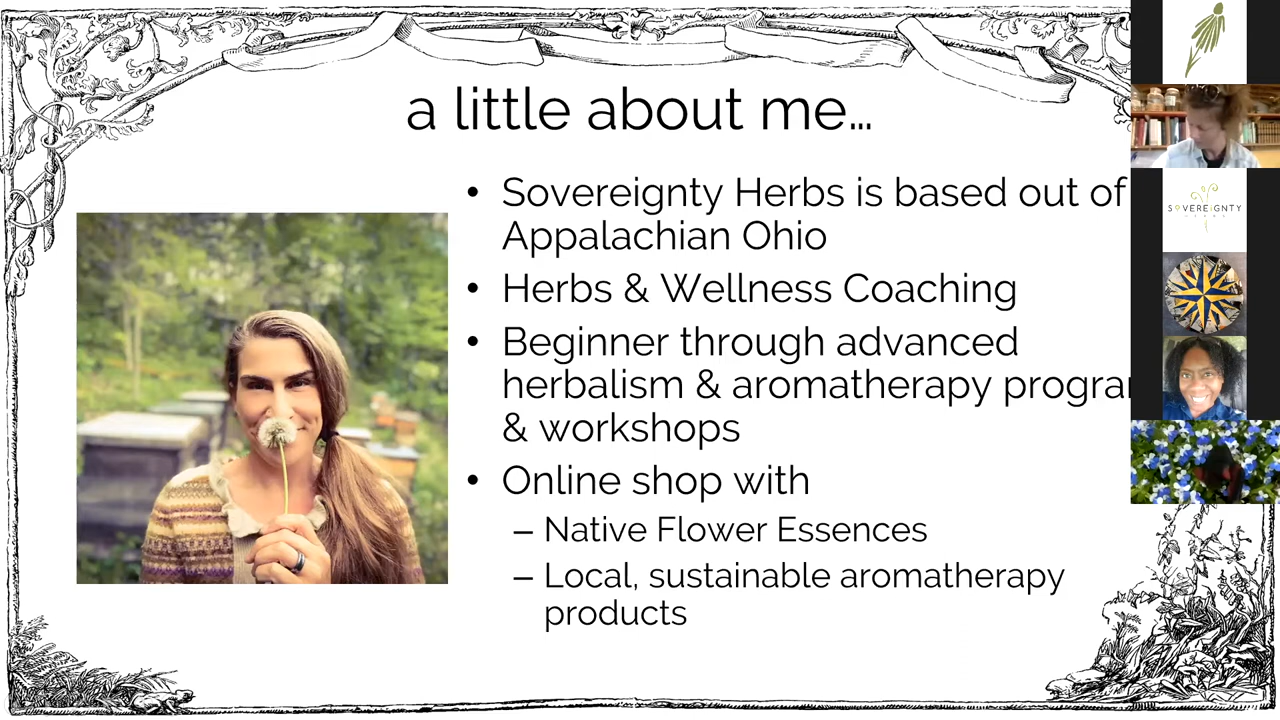 a little about me...
• Sovereignty Herbs is based out of
Appalachian Ohio
• Herbs & Wellness Coaching
• Beginner through advanced
herbalism & aromatherapy progra
& workshops
• Online shop with
– Native Flower Essences
– Local, sustainable aromatherapy
products
SOVEREIGNTY
HERBS